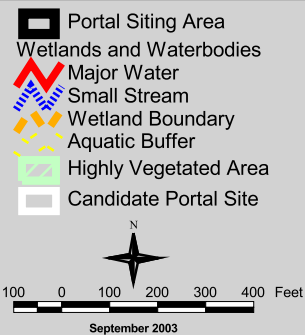 Portal Siting Area
Wetlands and Waterbodies
Major Water
Small Stream
Wetland Boundary
Aquatic Buffer
Highly Vegetated Area
Candidate Portal Site
N
100 0 100 200 300 400 Feet
September 2003